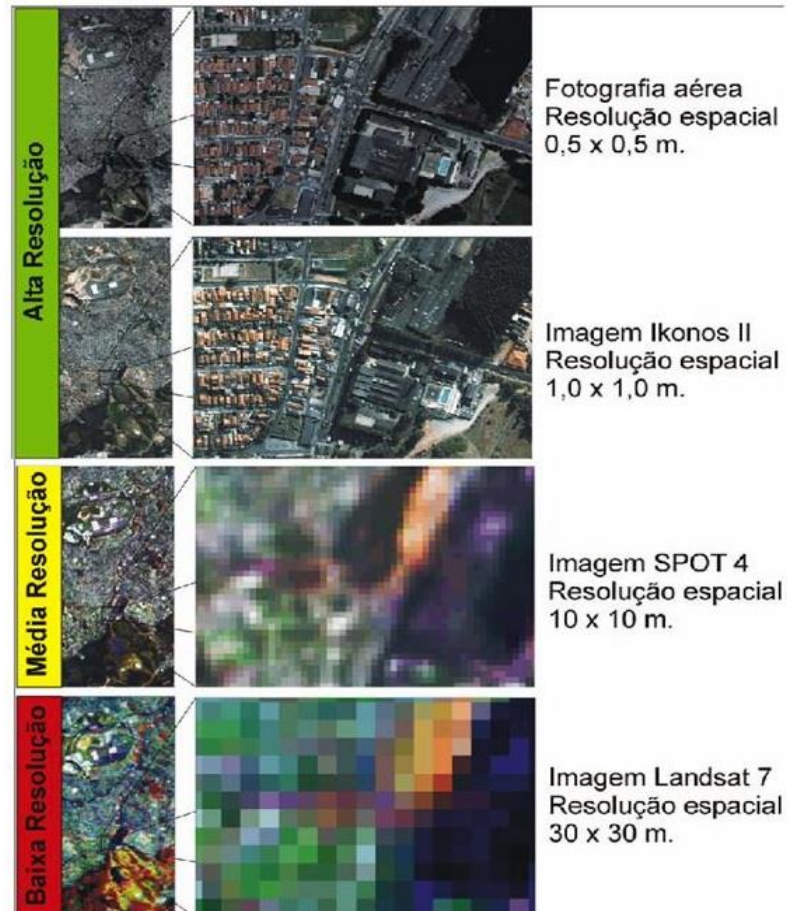 Alta Resolução
Fotografia aérea
Resolução espacial
0,5 x 0,5 m.
Imagem Ikonos II
Resolução espacial
1,0 x 1,0 m.
Média Resolução
Imagem SPOT 4
Resolução espacial
10 x 10 m.
Baixa Resolução
Imagem Landsat 7
Resolução espacial
30 x 30 m.